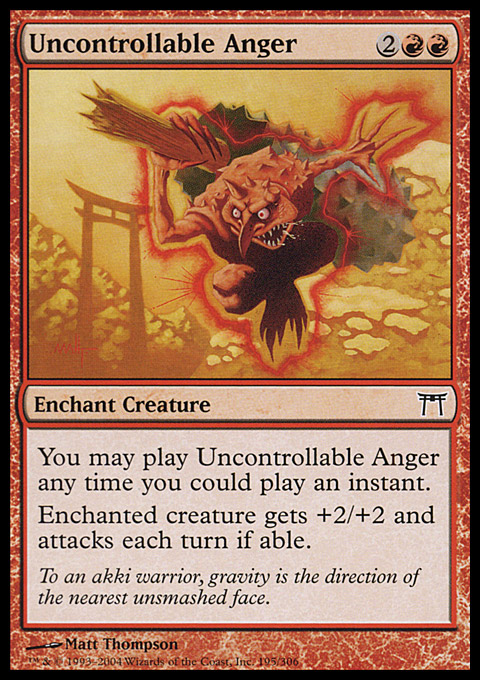 Uncontrollable Anger 2
Enchant Creature
You may play Uncontrollable Anger
any time you could play an instant.
Enchanted creature gets +2/+2 and
attacks each turn if able.
To an akki warrior, gravity is the direction of
the nearest unsmashed face.
Matt Thompson
™ & © 1993–2004 Wizards of the Coast, Inc. 195/306